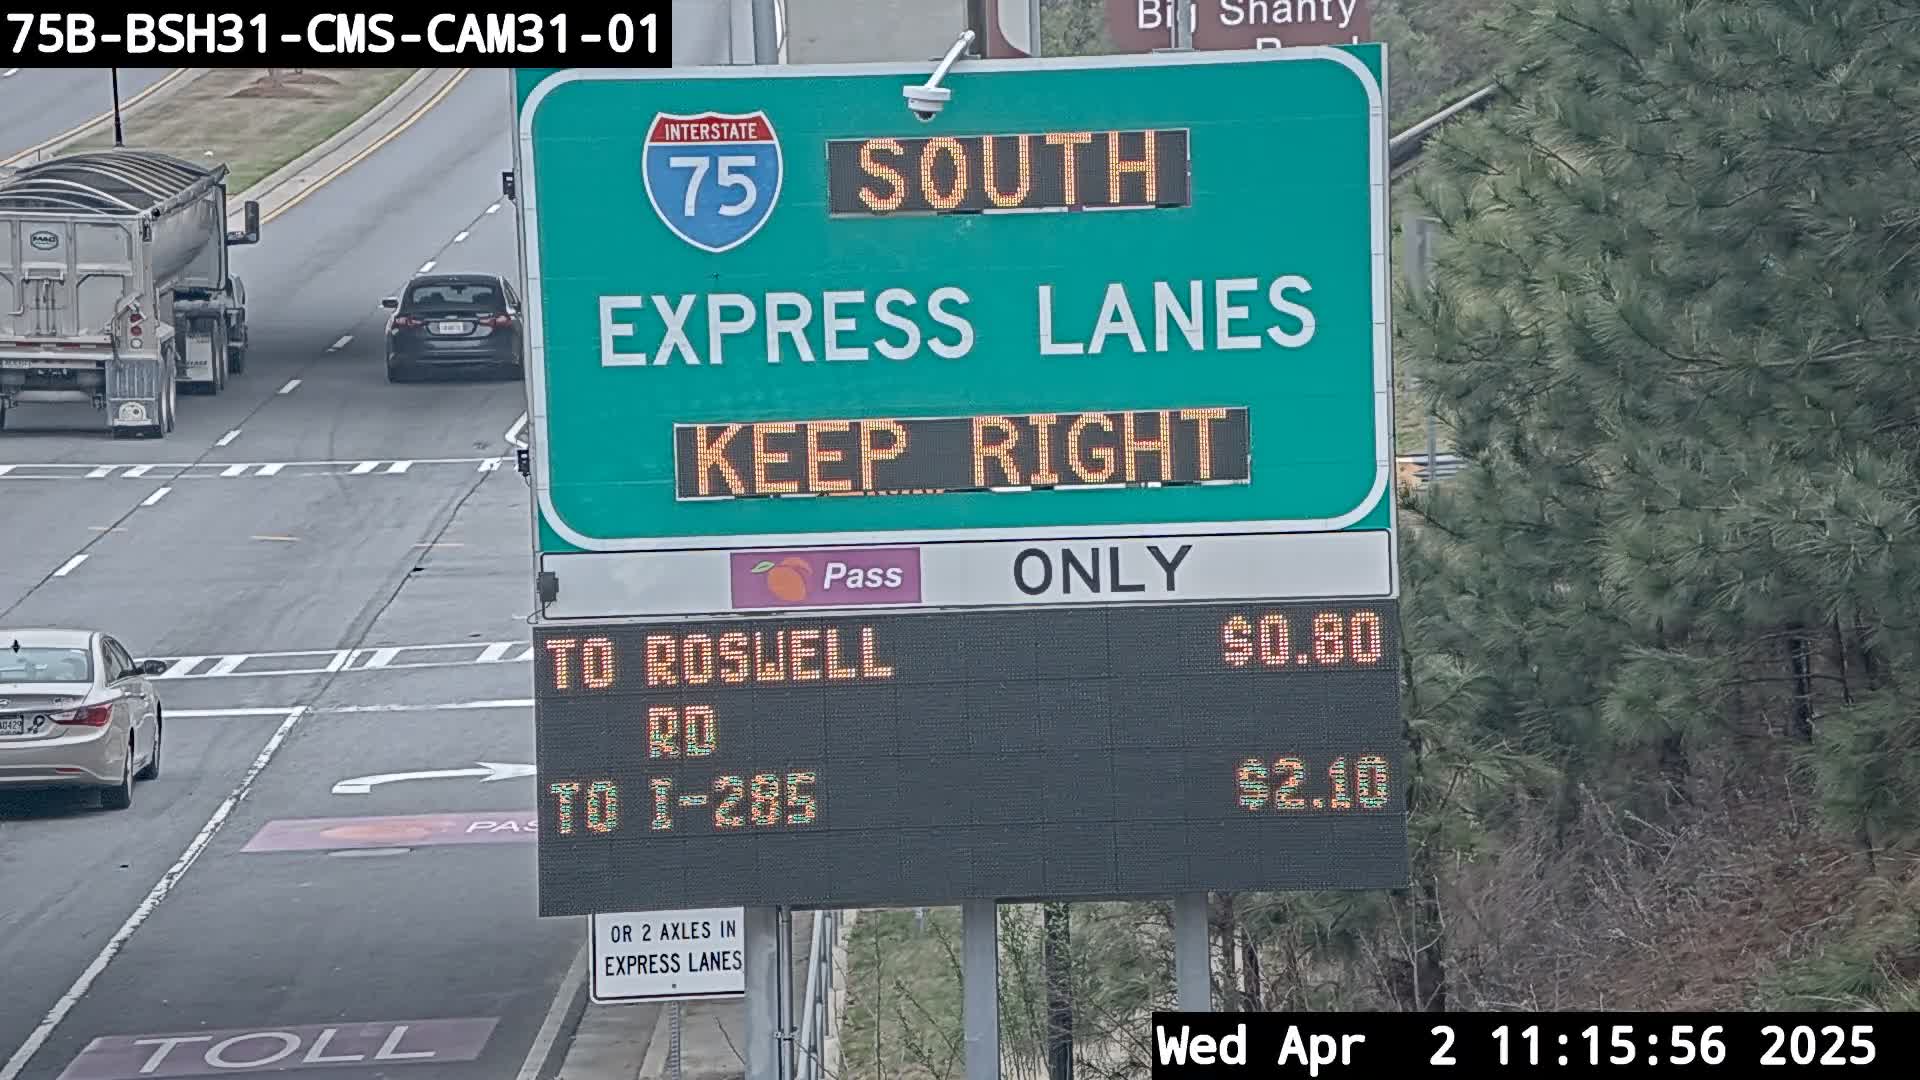 75B-BSH31-CMS-CAM31-01
Big Shanty
INTERSTATE
75
SOUTH
EXPRESS LANES
KEEP RIGHT
Pass
ONLY
TO ROSWELL $0.80
RD
TO I-285 $2.10
PAS
OR 2 AXLES IN
EXPRESS LANES
TOLL
Wed Apr 2 11:15:56 2025